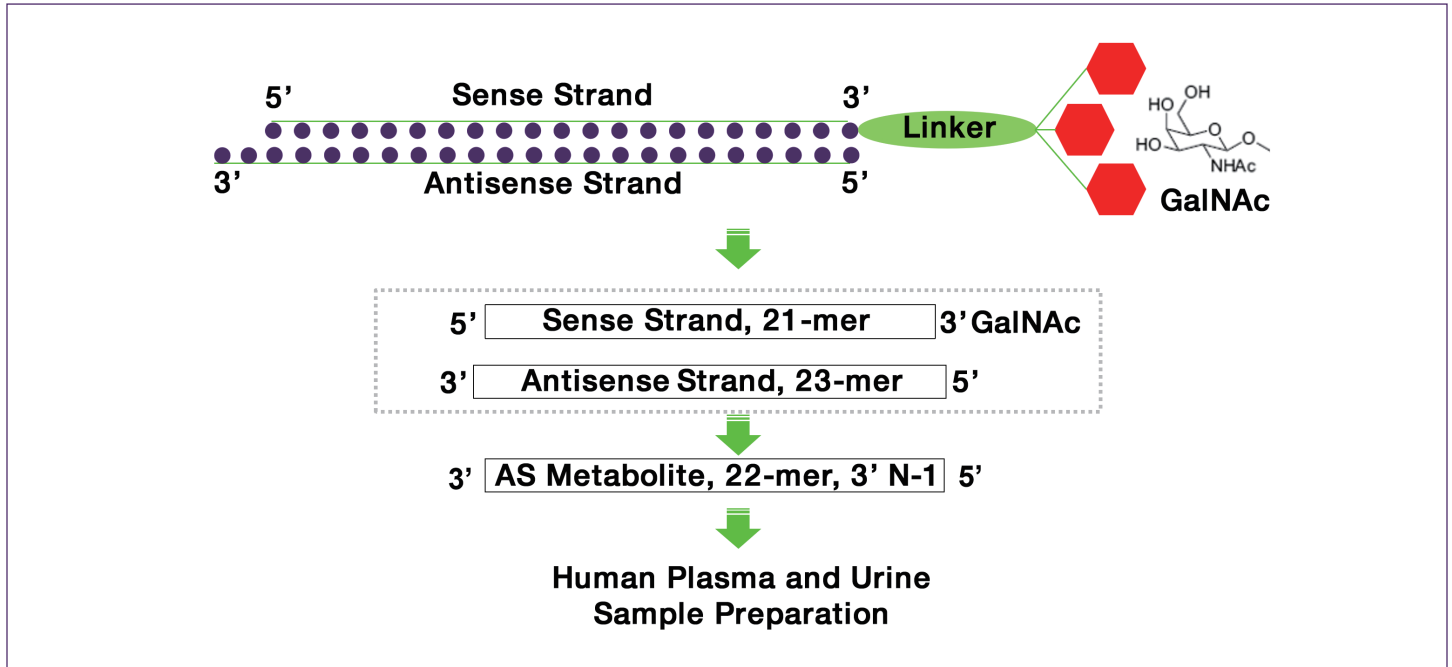 5’ Sense Strand 3’
Linker
3’ Antisense Strand 5’
HO
OH
HO
O
O
NHAc
GalNAc
5’ Sense Strand, 21-mer 3’ GalNAc
3’ Antisense Strand, 23-mer 5’
3’ AS Metabolite, 22-mer, 3’ N-1 5’
Human Plasma and Urine
Sample Preparation